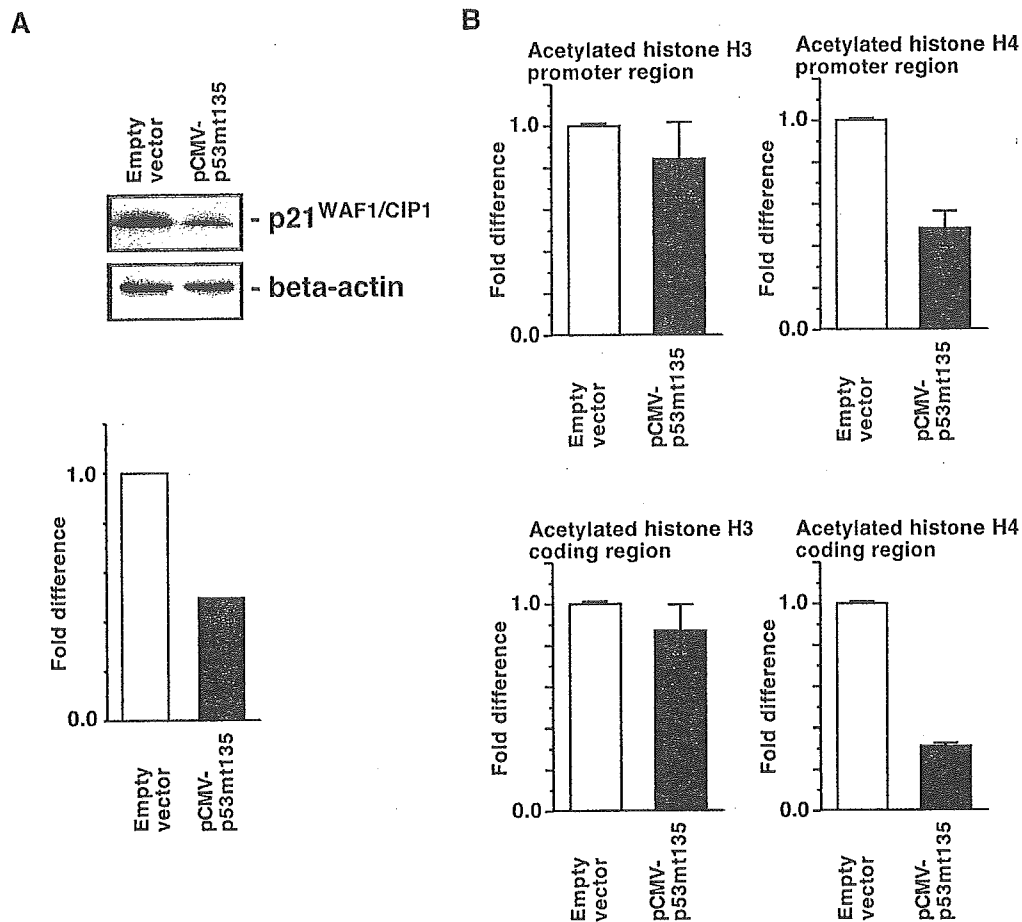 A
Empty
vector
pCMV-
p53mt135
- p21WAF1/CIP1
- beta-actin
Fold difference
1.0
0.0
Empty
vector
pCMV-
p53mt135
B
Acetylated histone H3
promoter region
Fold difference
1.0
0.0
Empty
vector
pCMV-
p53mt135
Acetylated histone H4
promoter region
Fold difference
1.0
0.0
Empty
vector
pCMV-
p53mt135
Acetylated histone H3
coding region
Fold difference
1.0
0.0
Empty
vector
pCMV-
p53mt135
Acetylated histone H4
coding region
Fold difference
1.0
0.0
Empty
vector
pCMV-
p53mt135